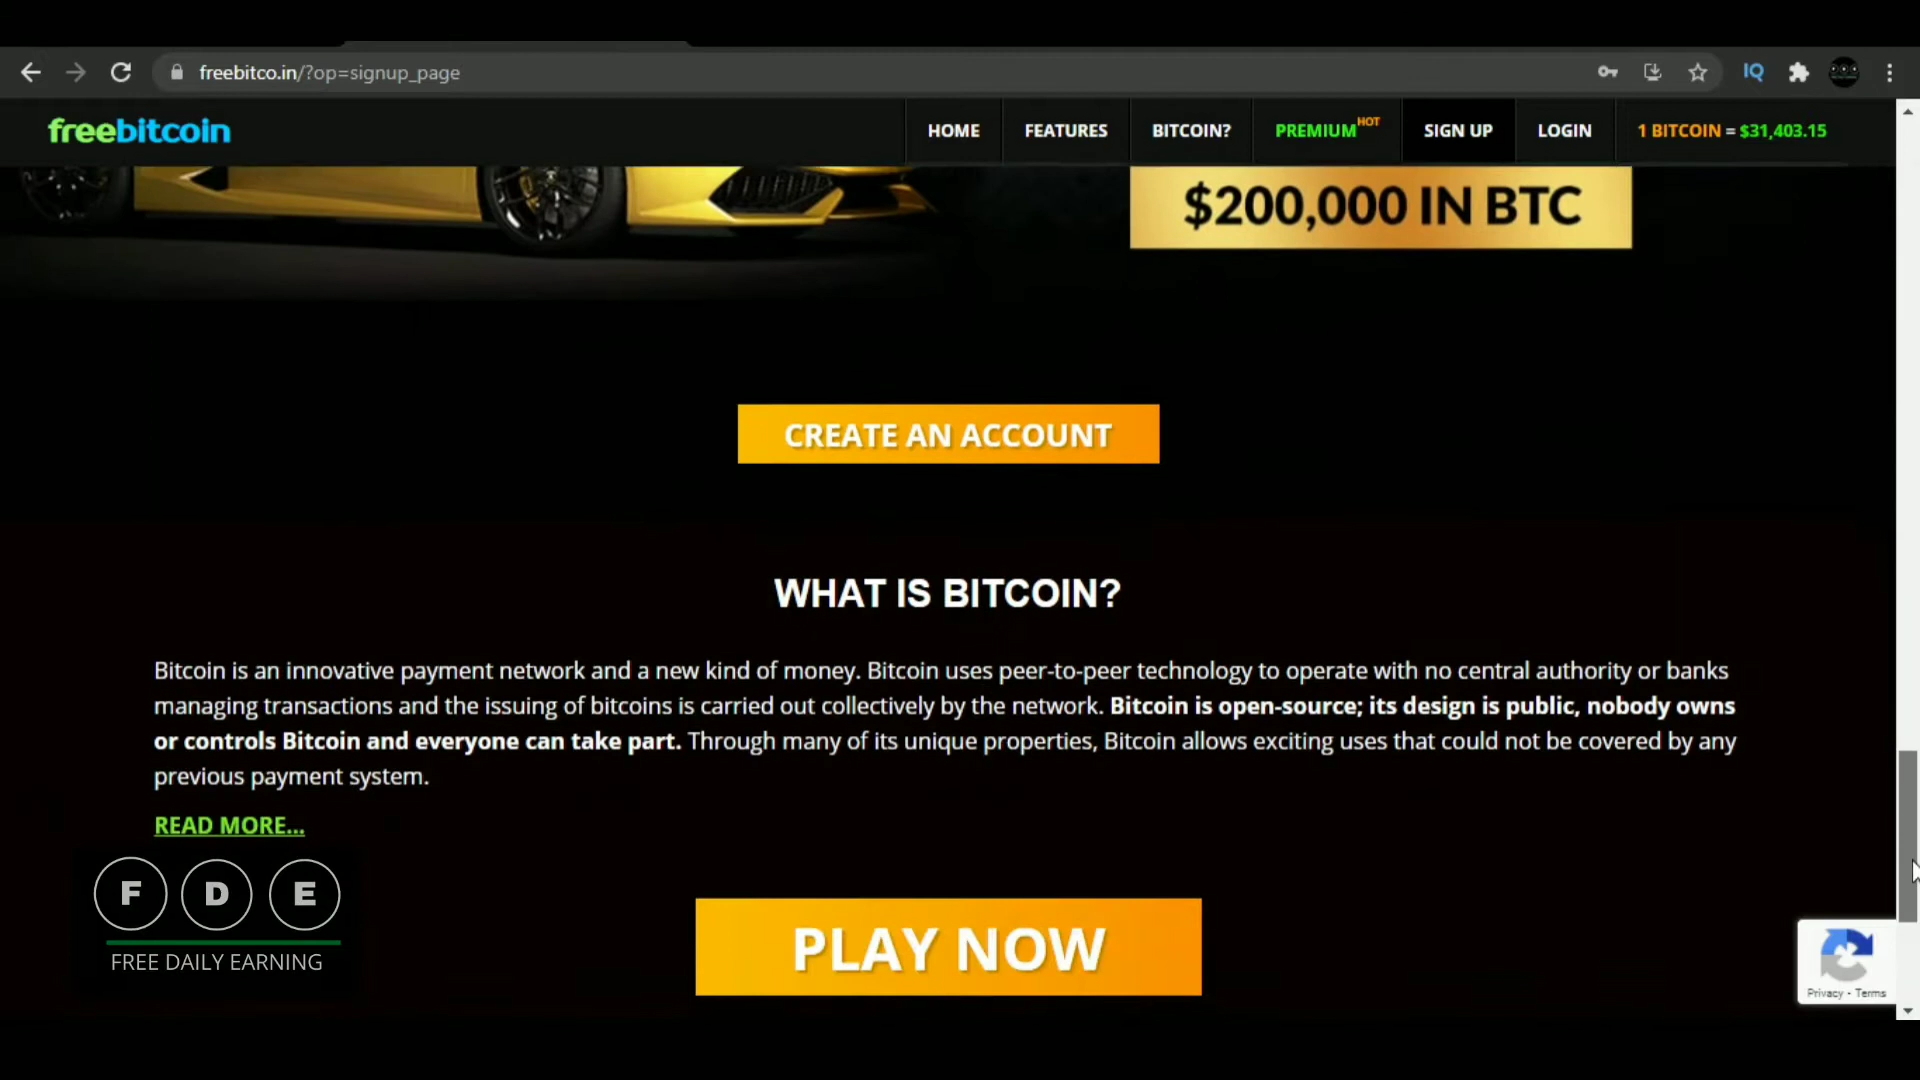 freebitco.in/?op=signup_page
IQ
freebitcoin
HOME
FEATURES
BITCOIN?
PREMIUM HOT
SIGN UP
LOGIN
1 BITCOIN = $31,403.15
$200,000 IN BTC
CREATE AN ACCOUNT
WHAT IS BITCOIN?
Bitcoin is an innovative payment network and a new kind of money. Bitcoin uses peer-to-peer technology to operate with no central authority or banks
managing transactions and the issuing of bitcoins is carried out collectively by the network. Bitcoin is open-source; its design is public, nobody owns
or controls Bitcoin and everyone can take part. Through many of its unique properties, Bitcoin allows exciting uses that could not be covered by any
previous payment system.
READ MORE...
F D E
FREE DAILY EARNING
PLAY NOW
Privacy - Terms